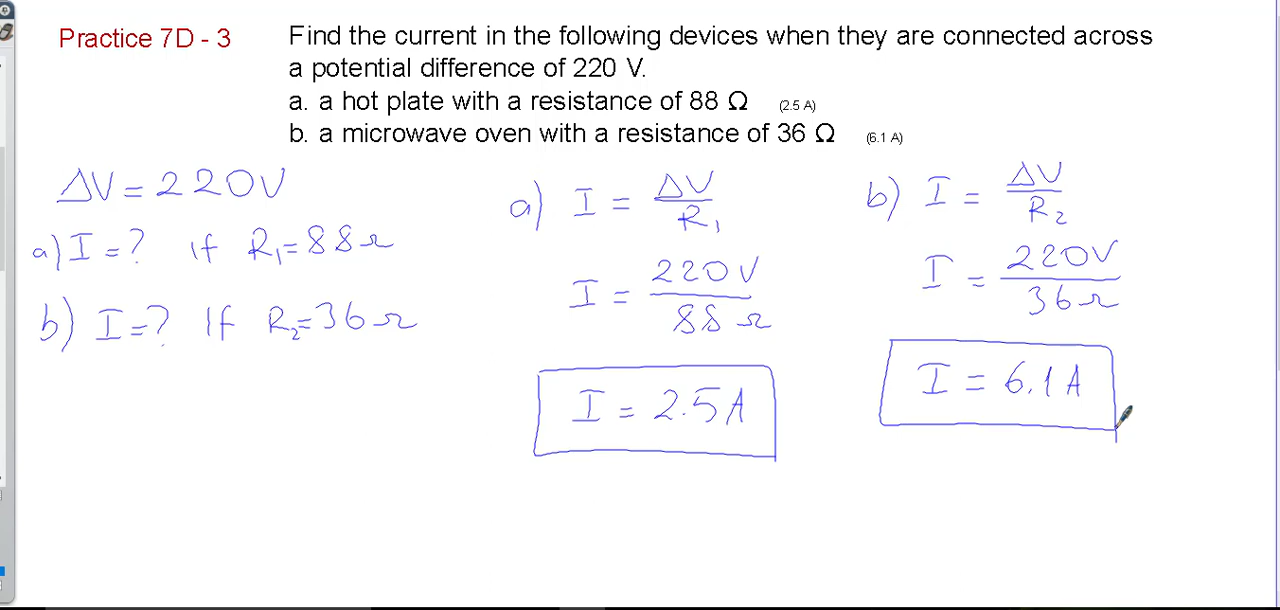 Practice 7D - 3
Find the current in the following devices when they are connected across
a potential difference of 220 V.
a. a hot plate with a resistance of 88 Ω (2.5 A)
b. a microwave oven with a resistance of 36 Ω (6.1 A)
ΔV = 220V
a) I = ? if R₁ = 88 Ω
b) I = ? If R₂ = 36 Ω
a) I = ΔV / R₁
I = 220V / 88 Ω
I = 2.5 A
b) I = ΔV / R₂
I = 220V / 36 Ω
I = 6.1 A